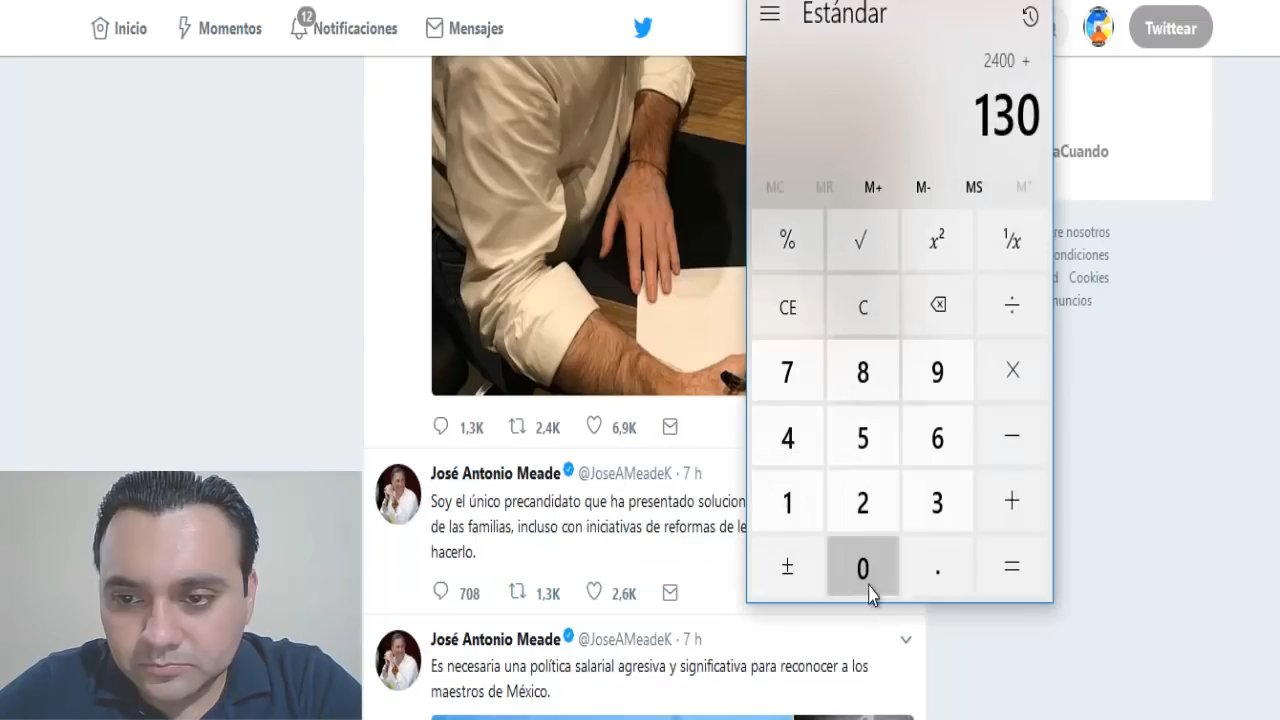 Inicio
Momentos
12
Notificaciones
Mensajes
Twittear
Estándar
2400 +
130
MC MR M+ M- MS M˅
% √ x² ¹/x
CE C ÷
7 8 9 ×
4 5 6 −
1 2 3 +
± 0 . =
aCuando
re nosotros
ondiciones
d Cookies
nuncios
1,3K 2,4K 6,9K
José Antonio Meade @JoseAMeadeK · 7 h
Soy el único precandidato que ha presentado solucion
de las familias, incluso con iniciativas de reformas de le
hacerlo.
708 1,3K 2,6K
José Antonio Meade @JoseAMeadeK · 7 h
Es necesaria una política salarial agresiva y significativa para reconocer a los
maestros de México.